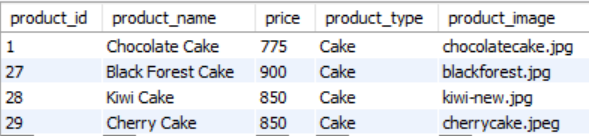 product_id product_name price product_type product_image
1 Chocolate Cake 775 Cake chocolatecake.jpg
27 Black Forest Cake 900 Cake blackforest.jpg
28 Kiwi Cake 850 Cake kiwi-new.jpg
29 Cherry Cake 850 Cake cherrycake.jpeg